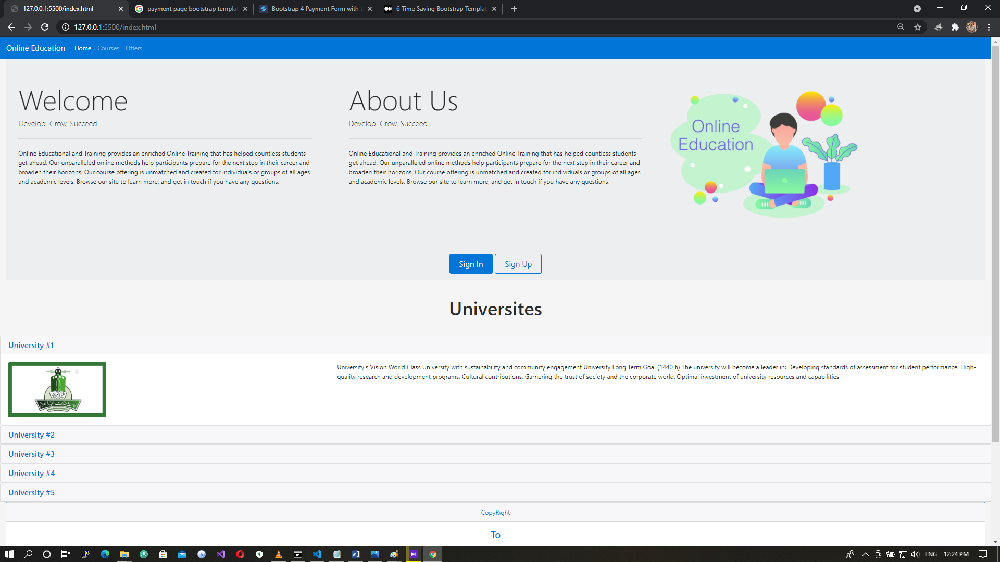 127.0.0.1:5500/index.html
payment page bootstrap templat
Bootstrap 4 Payment Form with t
6 Time Saving Bootstrap Templat
127.0.0.1:5500/index.html
Online Education Home Courses Offers
Welcome
Develop. Grow. Succeed.
Online Educational and Training provides an enriched Online Training that has helped countless students
get ahead. Our unparalleled online methods help participants prepare for the next step in their career and
broaden their horizons. Our course offering is unmatched and created for individuals or groups of all ages
and academic levels. Browse our site to learn more, and get in touch if you have any questions.
About Us
Develop. Grow. Succeed.
Online Educational and Training provides an enriched Online Training that has helped countless students
get ahead. Our unparalleled online methods help participants prepare for the next step in their career and
broaden their horizons. Our course offering is unmatched and created for individuals or groups of all ages
and academic levels. Browse our site to learn more, and get in touch if you have any questions.
Online
Education
Sign In Sign Up
Universites
University #1
جامعة الملك عبد العزيز
University's Vision World Class University with sustainability and community engagement University Long Term Goal (1440 h) The university will become a leader in: Developing standards of assessment for student performance. High-
quality research and development programs. Cultural contributions. Garnering the trust of society and the corporate world. Optimal investment of university resources and capabilities
University #2
University #3
University #4
University #5
CopyRight
To
ENG 12:24 PM